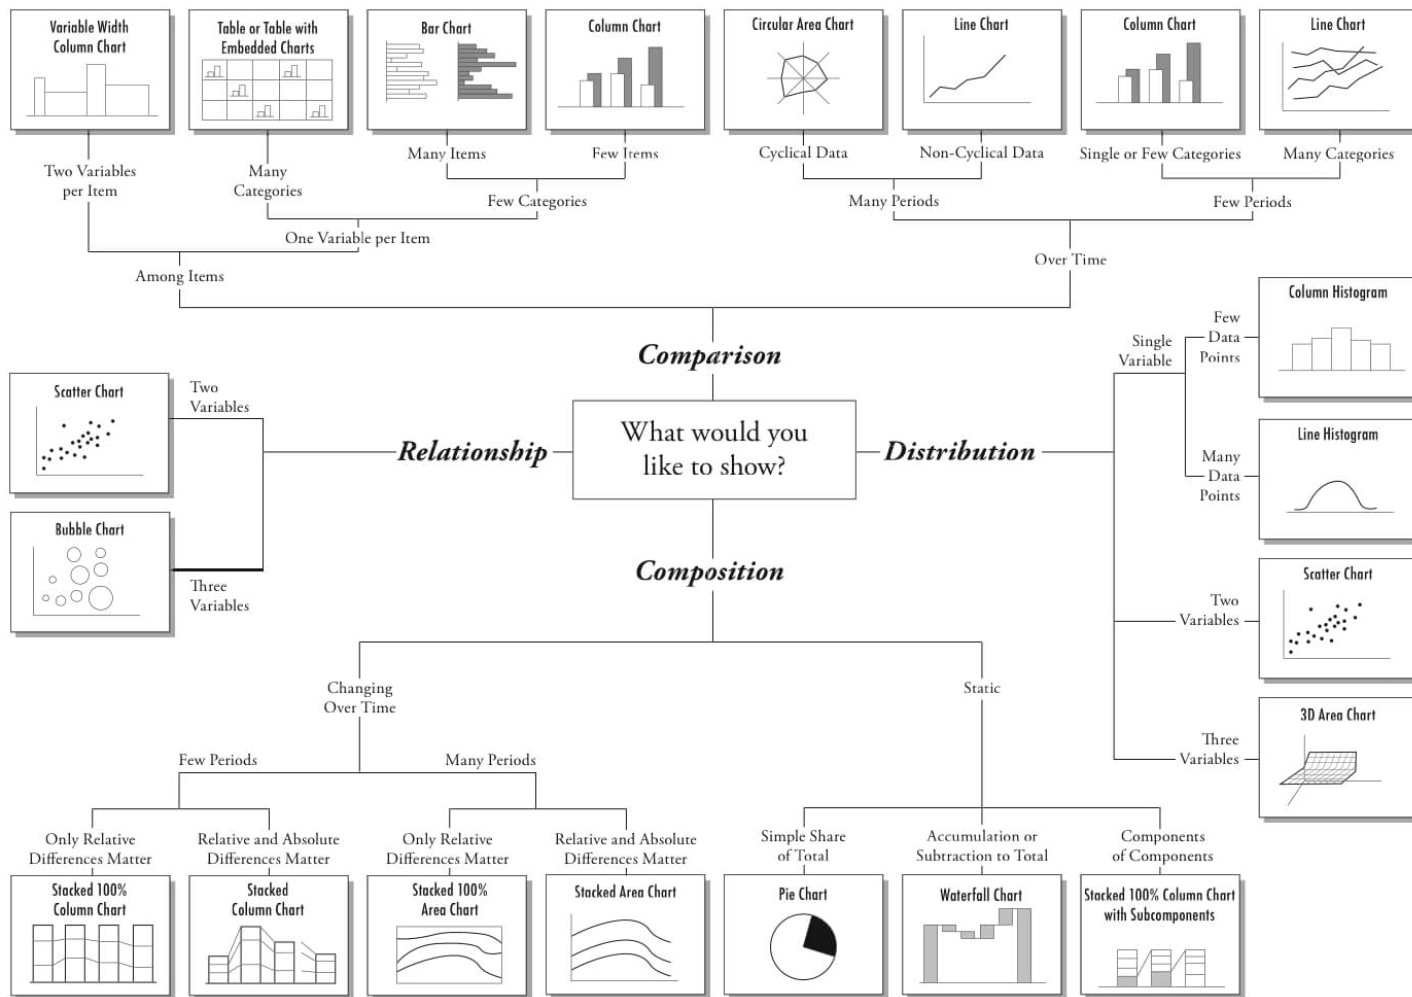 Variable Width
Column Chart
Table or Table with
Embedded Charts
Bar Chart
Column Chart
Circular Area Chart
Line Chart
Column Chart
Line Chart
Two Variables
per Item
Many
Categories
Many Items
Few Items
Cyclical Data
Non-Cyclical Data
Single or Few Categories
Many Categories
Few Categories
Many Periods
Few Periods
One Variable per Item
Among Items
Over Time
Comparison
What would you
like to show?
Relationship
Two
Variables
Scatter Chart
Three
Variables
Bubble Chart
Distribution
Single
Variable
Few
Data
Points
Column Histogram
Many
Data
Points
Line Histogram
Two
Variables
Scatter Chart
Three
Variables
3D Area Chart
Composition
Changing
Over Time
Static
Few Periods
Many Periods
Only Relative
Differences Matter
Relative and Absolute
Differences Matter
Only Relative
Differences Matter
Relative and Absolute
Differences Matter
Simple Share
of Total
Accumulation or
Subtraction to Total
Components
of Components
Stacked 100%
Column Chart
Stacked
Column Chart
Stacked 100%
Area Chart
Stacked Area Chart
Pie Chart
Waterfall Chart
Stacked 100% Column Chart
with Subcomponents